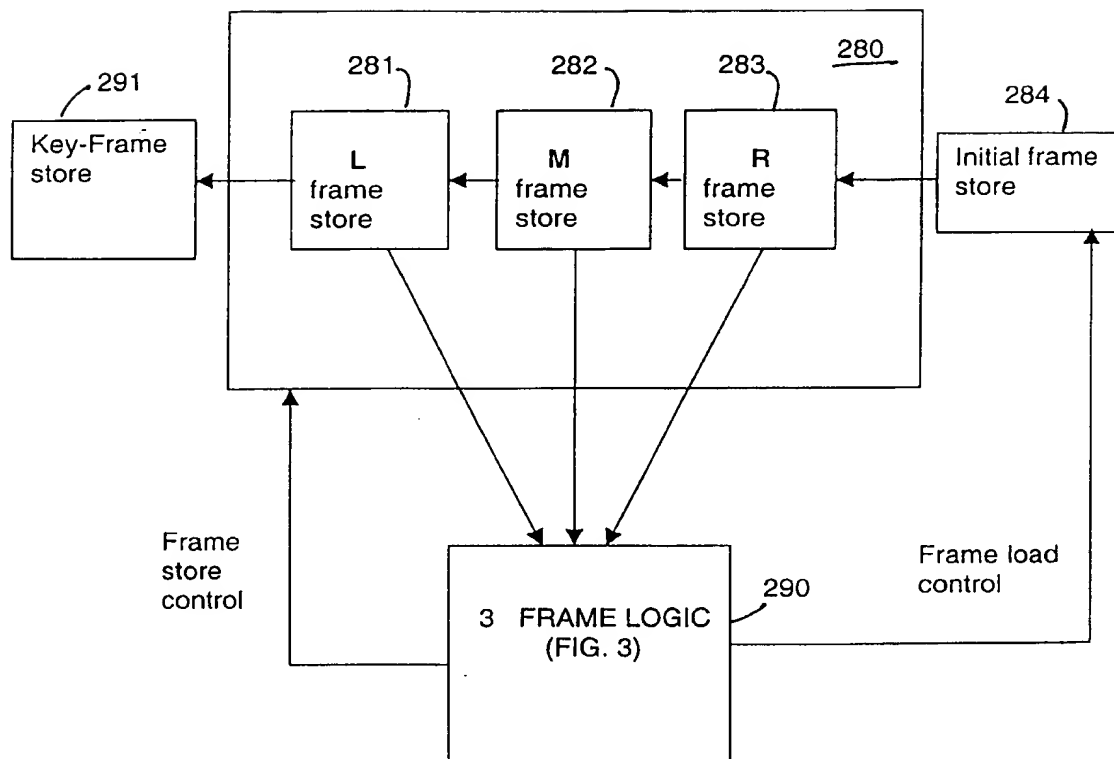 280
281
282
283
291
284
Key-Frame
store
L
frame
store
M
frame
store
R
frame
store
Initial frame
store
Frame
store
control
Frame load
control
290
3 FRAME LOGIC
(FIG. 3)